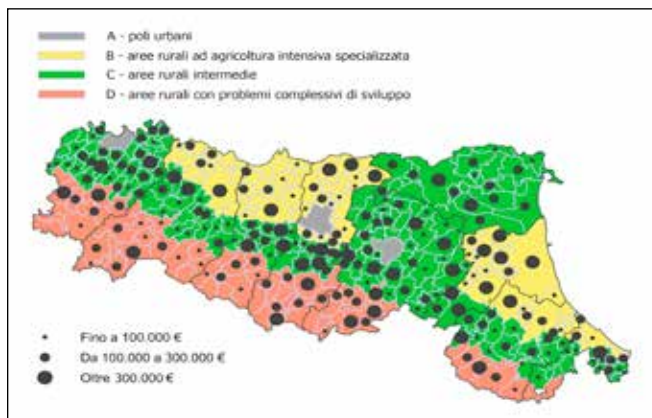 A - poli urbani
B - aree rurali ad agricoltura intensiva specializzata
C - aree rurali intermedie
D - aree rurali con problemi complessivi di sviluppo
Fino a 100.000 €
Da 100.000 a 300.000 €
Oltre 300.000 €